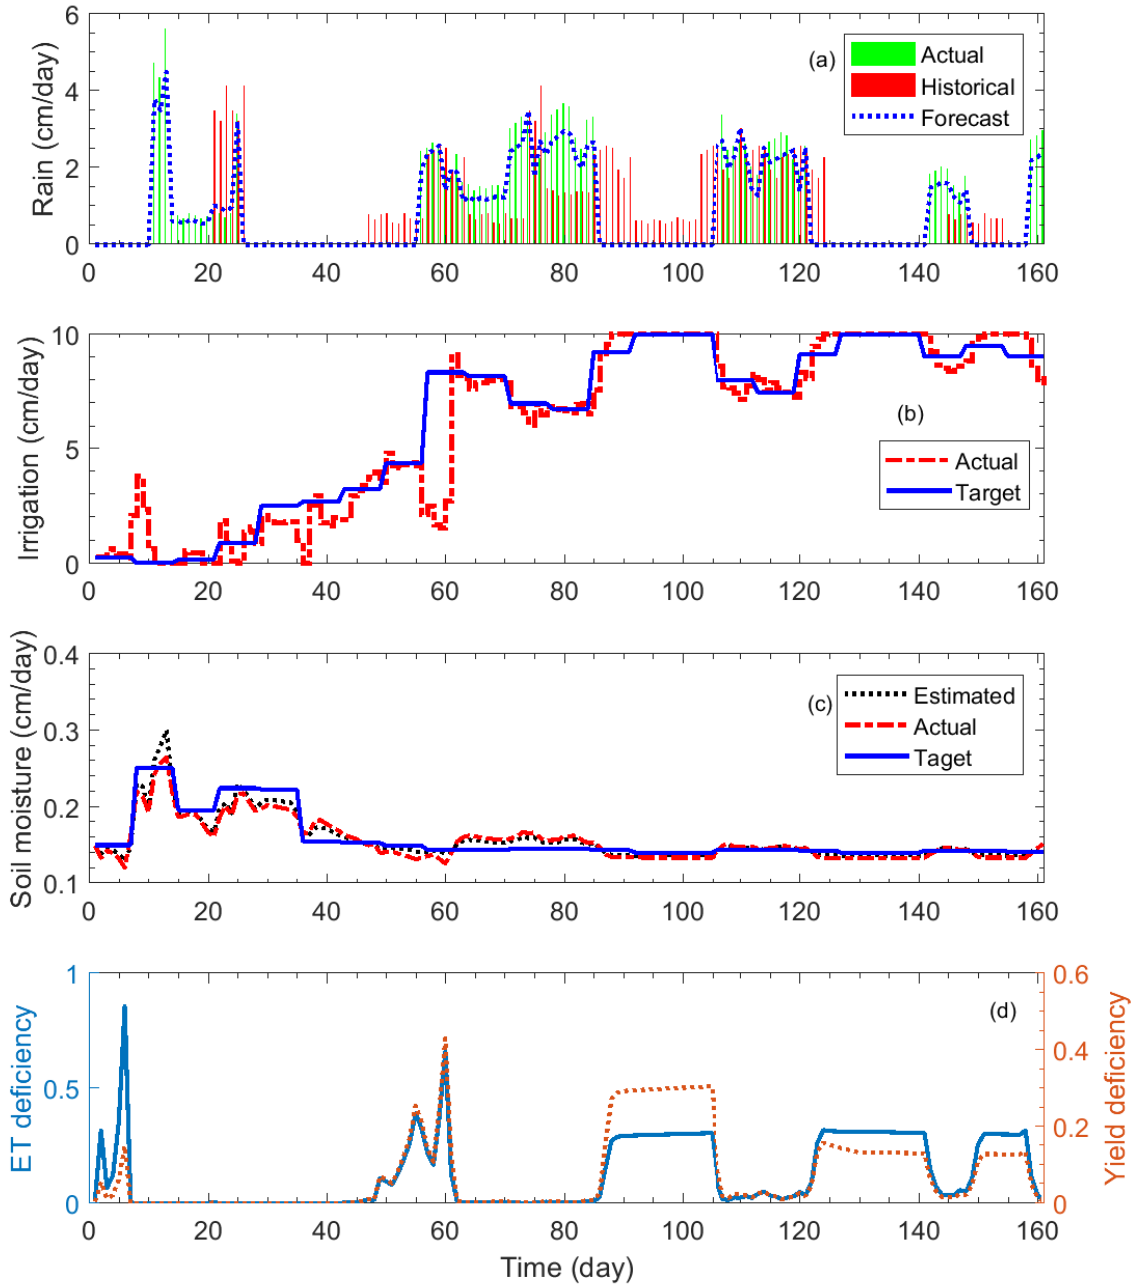 6
4
2
0
Rain (cm/day)
(a)
Actual
Historical
Forecast
0 20 40 60 80 100 120 140 160
10
5
0
Irrigation (cm/day)
(b)
Actual
Target
0 20 40 60 80 100 120 140 160
0.4
0.3
0.2
0.1
Soil moisture (cm/day)
(c)
Estimated
Actual
Taget
0 20 40 60 80 100 120 140 160
1
0.5
0
ET deficiency
(d)
0.6
0.4
0.2
0
Yield deficiency
0 20 40 60 80 100 120 140 160
Time (day)